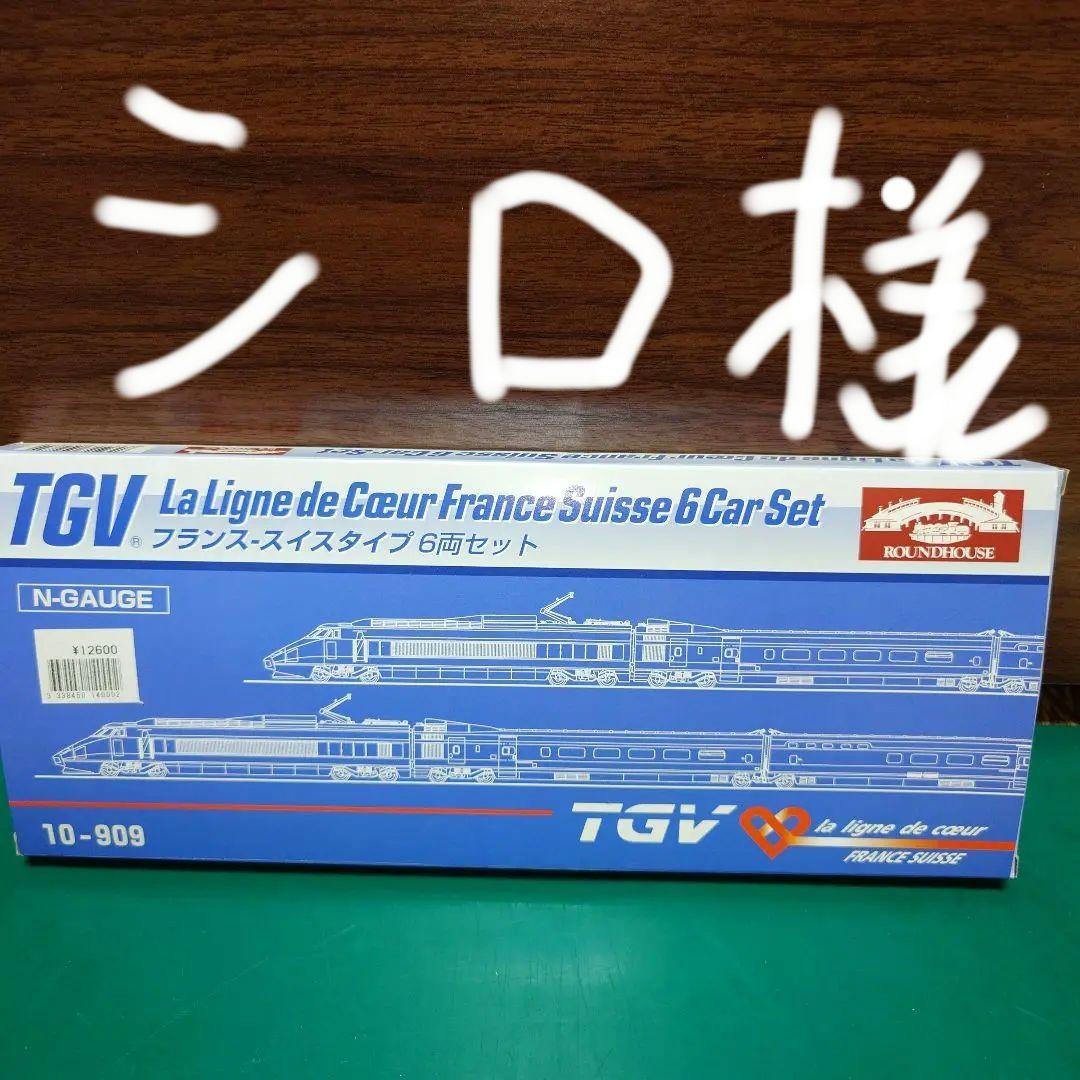 シロ様
TGV® La Ligne de Cœur France Suisse 6 Car Set
フランス-スイスタイプ 6両セット
ROUNDHOUSE
N-GAUGE
¥12600
10-909
TGV la ligne de cœur
FRANCE SUISSE